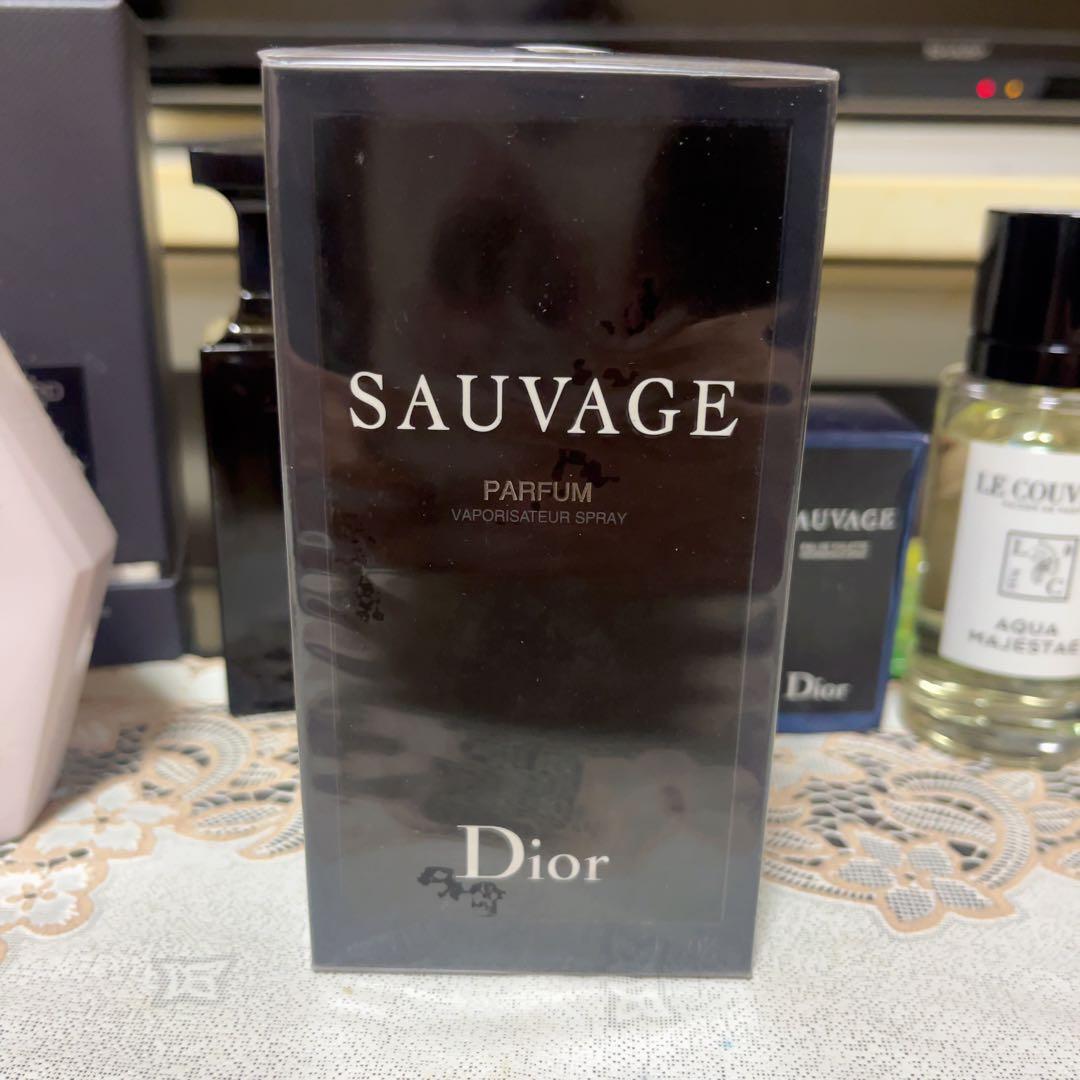 SAUVAGE
PARFUM
VAPORISATEUR SPRAY
Dior
AUVAGE
Dior
LE COUV
AQUA
MAJESTAE